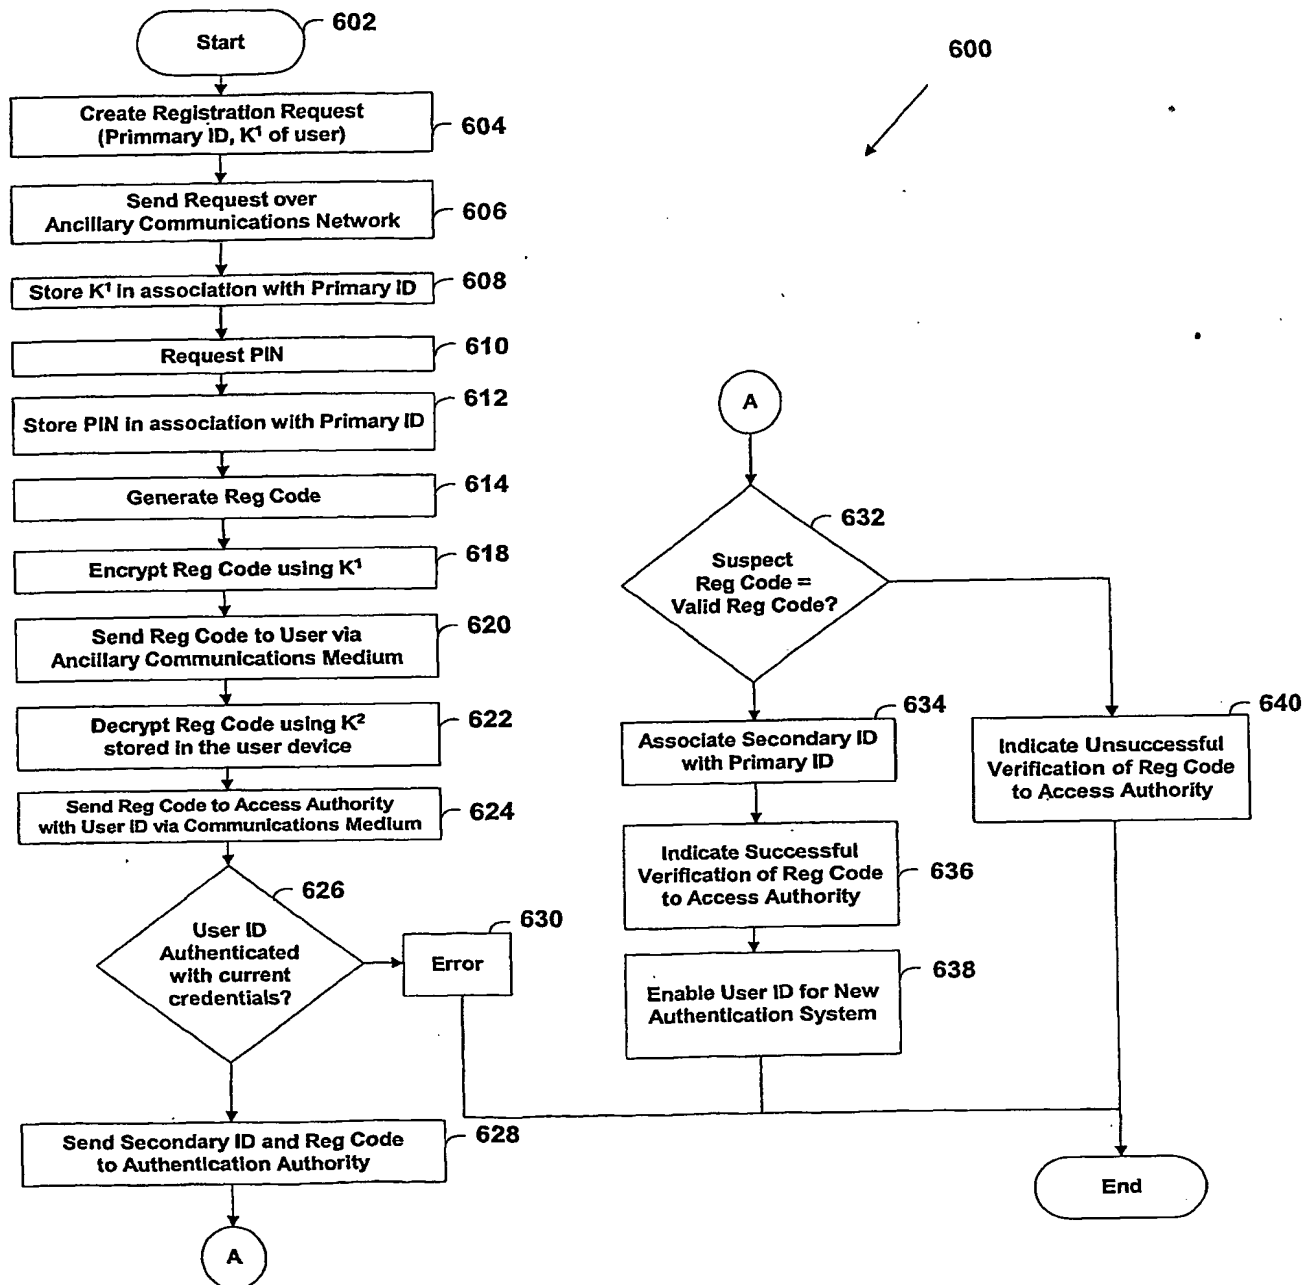 602
Start
600
Create Registration Request
(Primmary ID, K¹ of user)
604
Send Request over
Ancillary Communications Network
606
Store K¹ in association with Primary ID
608
Request PIN
610
Store PIN in association with Primary ID
612
Generate Reg Code
614
Encrypt Reg Code using K¹
618
Send Reg Code to User via
Ancillary Communications Medium
620
Decrypt Reg Code using K²
stored in the user device
622
Send Reg Code to Access Authority
with User ID via Communications Medium
624
User ID
Authenticated
with current
credentials?
626
Error
630
Send Secondary ID and Reg Code
to Authentication Authority
628
A
A
Suspect
Reg Code =
Valid Reg Code?
632
Associate Secondary ID
with Primary ID
634
Indicate Successful
Verification of Reg Code
to Access Authority
636
Enable User ID for New
Authentication System
638
Indicate Unsuccessful
Verification of Reg Code
to Access Authority
640
End